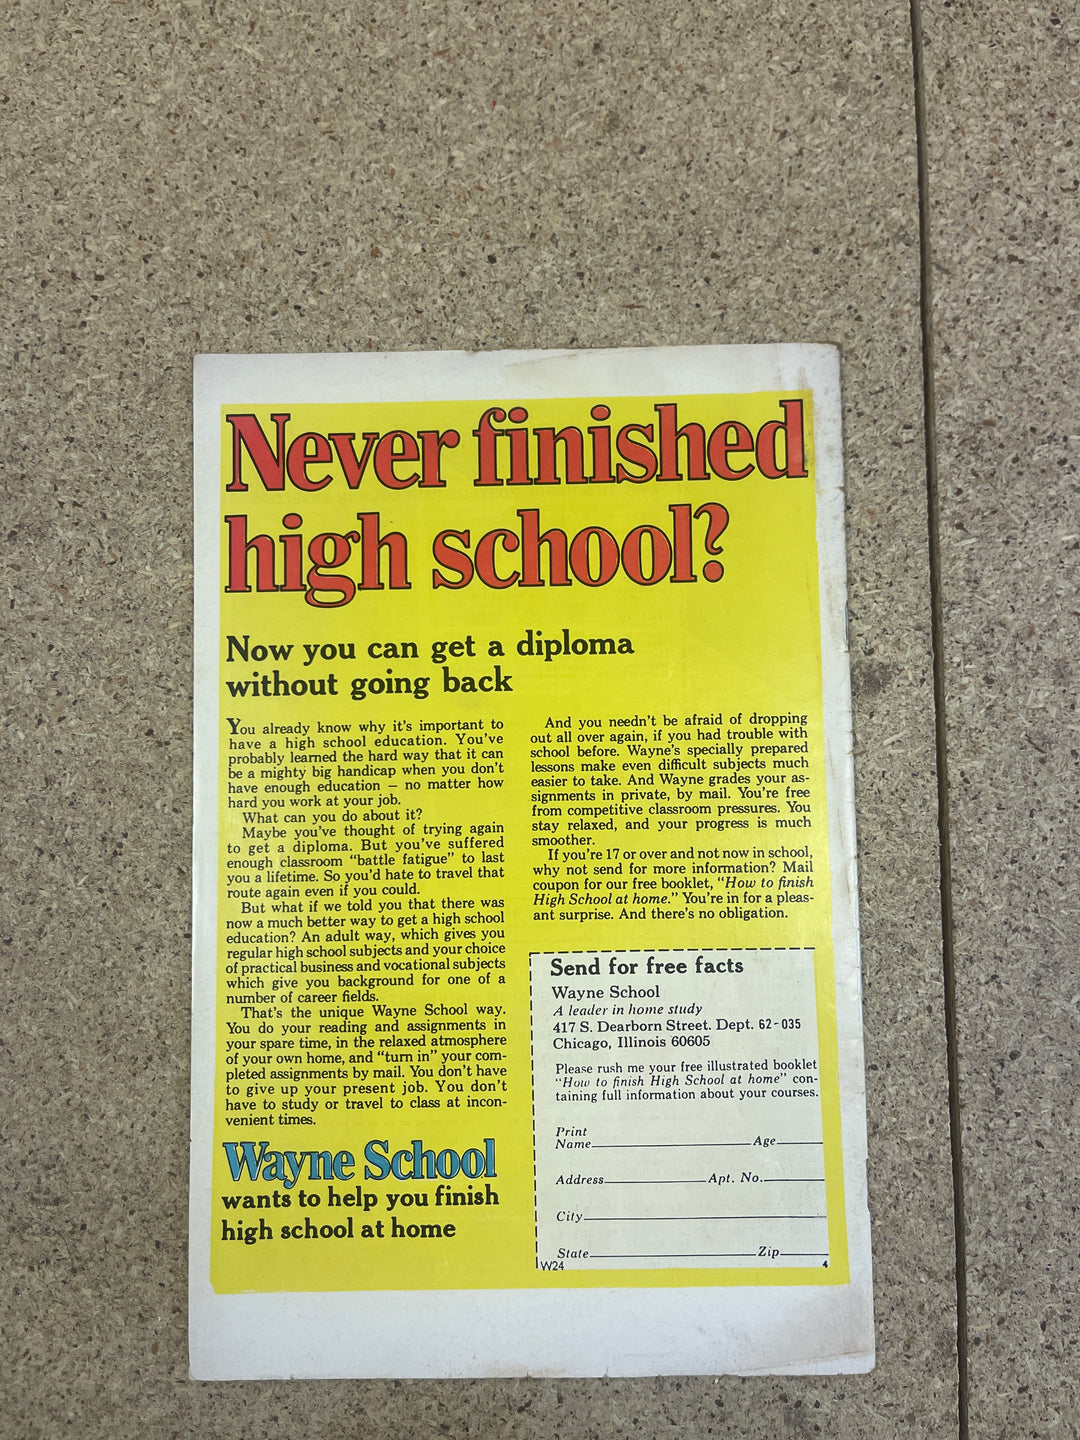 Never finished
high school?
Now you can get a diploma
without going back
You already know why it's important to
have a high school education. You've
probably learned the hard way that it can
be a mighty big handicap when you don't
have enough education – no matter how
hard you work at your job.
What can you do about it?
Maybe you've thought of trying again
to get a diploma. But you've suffered
enough classroom "battle fatigue" to last
you a lifetime. So you'd hate to travel that
route again even if you could.
But what if we told you that there was
now a much better way to get a high school
education? An adult way, which gives you
regular high school subjects and your choice
of practical business and vocational subjects
which give you background for one of a
number of career fields.
That's the unique Wayne School way.
You do your reading and assignments in
your spare time, in the relaxed atmosphere
of your own home, and "turn in" your com-
pleted assignments by mail. You don't have
to give up your present job. You don't
have to study or travel to class at incon-
venient times.
Wayne School
wants to help you finish
high school at home
And you needn't be afraid of dropping
out all over again, if you had trouble with
school before. Wayne's specially prepared
lessons make even difficult subjects much
easier to take. And Wayne grades your as-
signments in private, by mail. You're free
from competitive classroom pressures. You
stay relaxed, and your progress is much
smoother.
If you're 17 or over and not now in school,
why not send for more information? Mail
coupon for our free booklet, "How to finish
High School at home." You're in for a pleas-
ant surprise. And there's no obligation.
Send for free facts
Wayne School
A leader in home study
417 S. Dearborn Street. Dept. 62-035
Chicago, Illinois 60605
Please rush me your free illustrated booklet
"How to finish High School at home" con-
taining full information about your courses.
Print
Name Age
Address Apt. No.
City
State Zip
W24 4